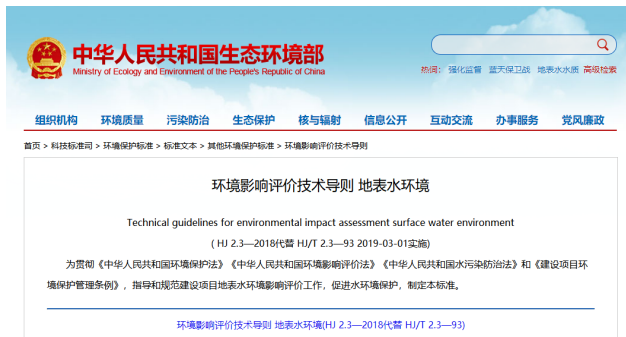 中华人民共和国生态环境部
Ministry of Ecology and Environment of the People's Republic of China
热词： 强化监督 蓝天保卫战 地表水水质 高级检索
组织机构 环境质量 污染防治 生态保护 核与辐射 信息公开 互动交流 办事服务 党风廉政
首页 > 科技标准司 > 环境保护标准 > 标准文本 > 其他环境保护标准 > 环境影响评价技术导则
环境影响评价技术导则 地表水环境
Technical guidelines for environmental impact assessment surface water environment
( HJ 2.3—2018代替 HJ/T 2.3—93 2019-03-01实施)
为贯彻《中华人民共和国环境保护法》《中华人民共和国环境影响评价法》《中华人民共和国水污染防治法》和《建设项目环
境保护管理条例》，指导和规范建设项目地表水环境影响评价工作，促进水环境保护，制定本标准。
环境影响评价技术导则 地表水环境(HJ 2.3—2018代替 HJ/T 2.3—93)